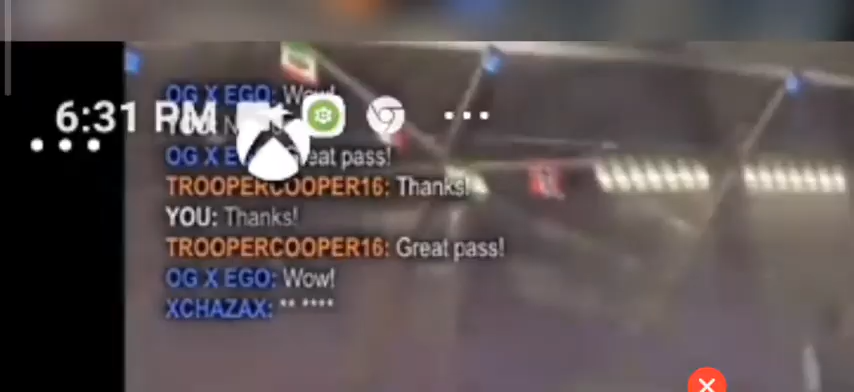 OG X EGO: Wow!
6:31 PM
OG X E eat pass!
TROOPERCOOPER16: Thanks!
YOU: Thanks!
TROOPERCOOPER16: Great pass!
OG X EGO: Wow!
XCHAZAX: ** ****